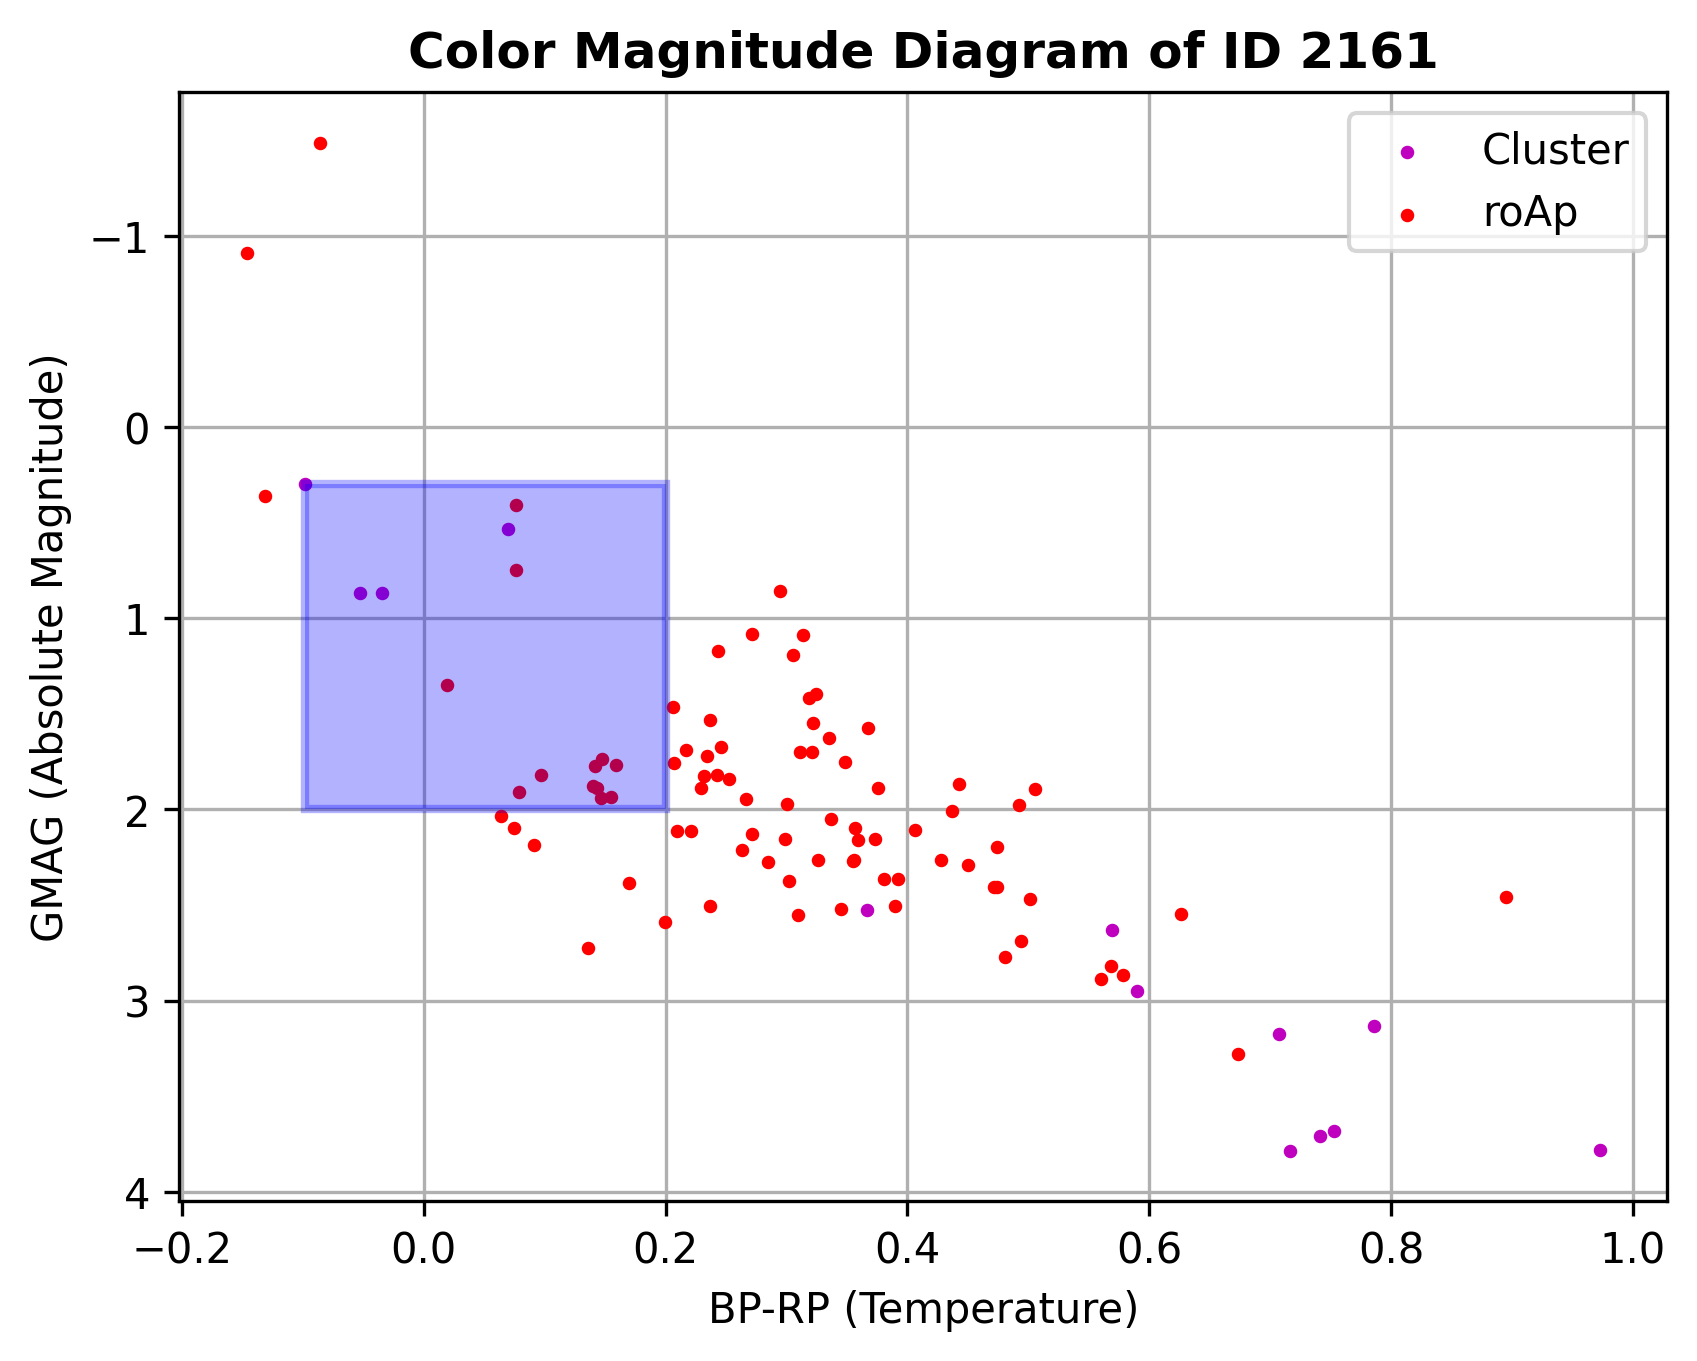 Color Magnitude Diagram of ID 2161
Cluster
roAp
GMAG (Absolute Magnitude)
−1
0
1
2
3
4
−0.2 0.0 0.2 0.4 0.6 0.8 1.0
BP-RP (Temperature)